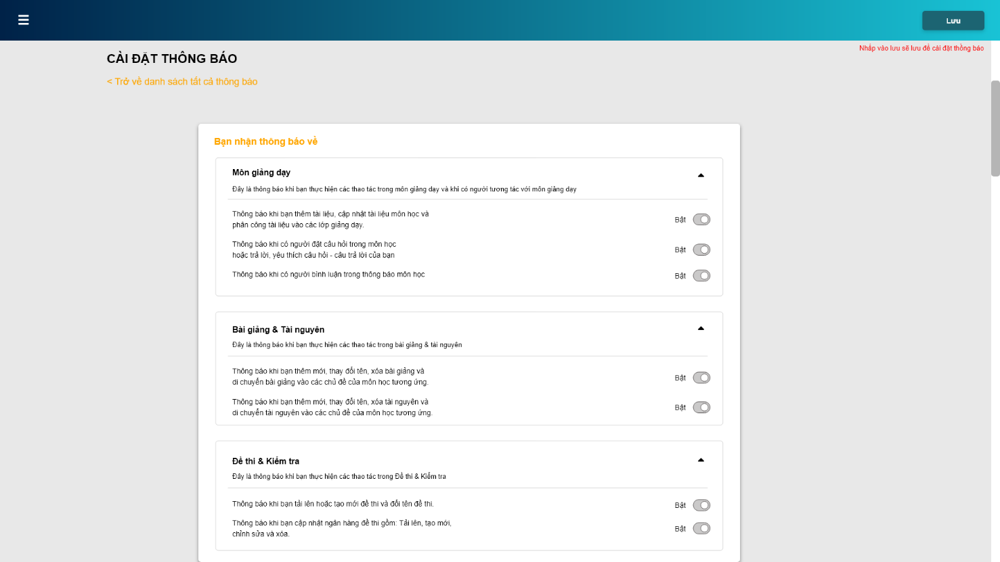 Lưu
Nhấp vào lưu sẽ lưu để cài đặt thông báo
CÀI ĐẶT THÔNG BÁO
< Trở về danh sách tất cả thông báo
Bạn nhận thông báo về
Môn giảng dạy
Đây là thông báo khi bạn thực hiện các thao tác trong môn giảng dạy và khi có người tương tác với môn giảng dạy
Thông báo khi bạn thêm tài liệu, cập nhật tài liệu môn học và
phân công tài liệu vào các lớp giảng dạy.
Bật
Thông báo khi có người đặt câu hỏi trong môn học
hoặc trả lời, yêu thích câu hỏi - câu trả lời của bạn
Bật
Thông báo khi có người bình luận trong thông báo môn học
Bật
Bài giảng & Tài nguyên
Đây là thông báo khi bạn thực hiện các thao tác trong bài giảng & tài nguyên
Thông báo khi bạn thêm mới, thay đổi tên, xóa bài giảng và
di chuyển bài giảng vào các chủ đề của môn học tương ứng.
Bật
Thông báo khi bạn thêm mới, thay đổi tên, xóa tài nguyên và
di chuyển tài nguyên vào các chủ đề của môn học tương ứng.
Bật
Đề thi & Kiểm tra
Đây là thông báo khi bạn thực hiện các thao tác trong Đề thi & Kiểm tra
Thông báo khi bạn tải lên hoặc tạo mới đề thi và đổi tên đề thi.
Bật
Thông báo khi bạn cập nhật ngân hàng đề thi gồm: Tải lên, tạo mới,
chỉnh sửa và xóa.
Bật